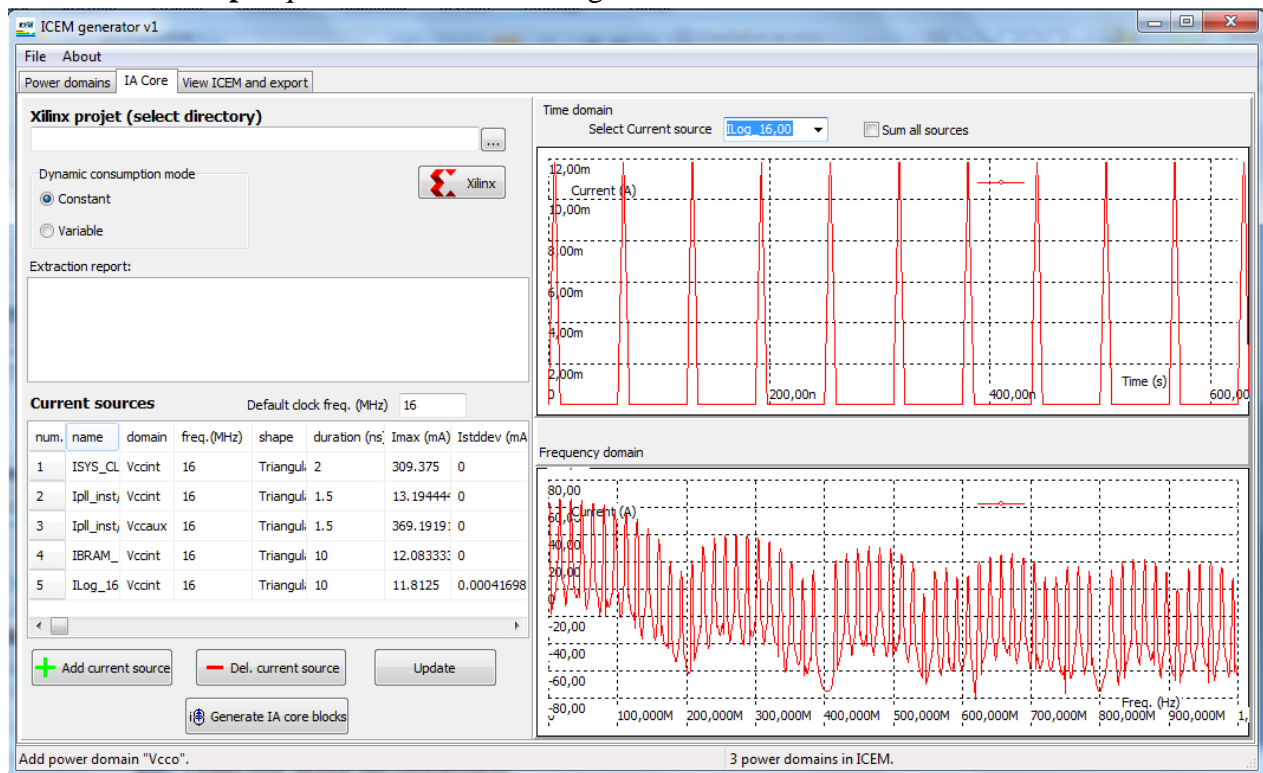 ICEM generator v1
File About
Power domains IA Core View ICEM and export
Xilinx projet (select directory)
...
Dynamic consumption mode
Constant
Variable
Xilinx
Extraction report:
Current sources Default clock freq. (MHz) 16
num. name domain freq.(MHz) shape duration (ns) Imax (mA) Istddev (mA
1 ISYS_CL Vccint 16 Triangul 2 309.375 0
2 Ipll_inst/ Vccint 16 Triangul 1.5 13.194444 0
3 Ipll_inst/ Vccaux 16 Triangul 1.5 369.1919 0
4 IBRAM_ Vccint 16 Triangul 10 12.083333 0
5 ILog_16 Vccint 16 Triangul 10 11.8125 0.00041698
Add current source Del. current source Update
Generate IA core blocks
Time domain
Select Current source ILog_16,00 Sum all sources
12,00m
Current (A)
10,00m
8,00m
6,00m
4,00m
2,00m
Time (s)
0 200,00n 400,00n 600,00
Frequency domain
80,00
Current (A)
60,00
40,00
20,00
0
-20,00
-40,00
-60,00
Freq. (Hz)
-80,00
100,000M 200,000M 300,000M 400,000M 500,000M 600,000M 700,000M 800,000M 900,000M 1,
Add power domain "Vcco". 3 power domains in ICEM.